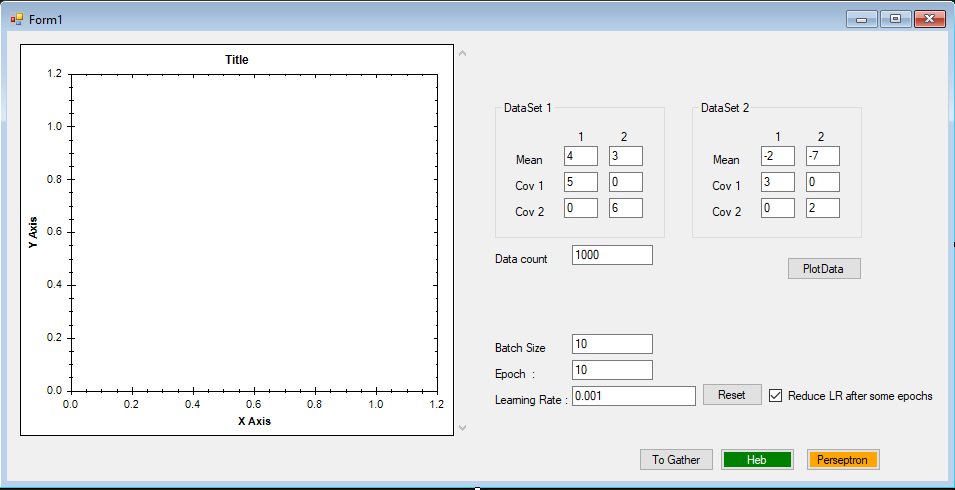 Form1
Title
1.2
1.0
0.8
0.6
0.4
0.2
0.0
Y Axis
0.0 0.2 0.4 0.6 0.8 1.0 1.2
X Axis
DataSet 1
1 2
Mean 4 3
Cov 1 5 0
Cov 2 0 6
DataSet 2
1 2
Mean -2 -7
Cov 1 3 0
Cov 2 0 2
Data count 1000
PlotData
Batch Size 10
Epoch : 10
Learning Rate : 0.001 Reset Reduce LR after some epochs
To Gather Heb Perseptron